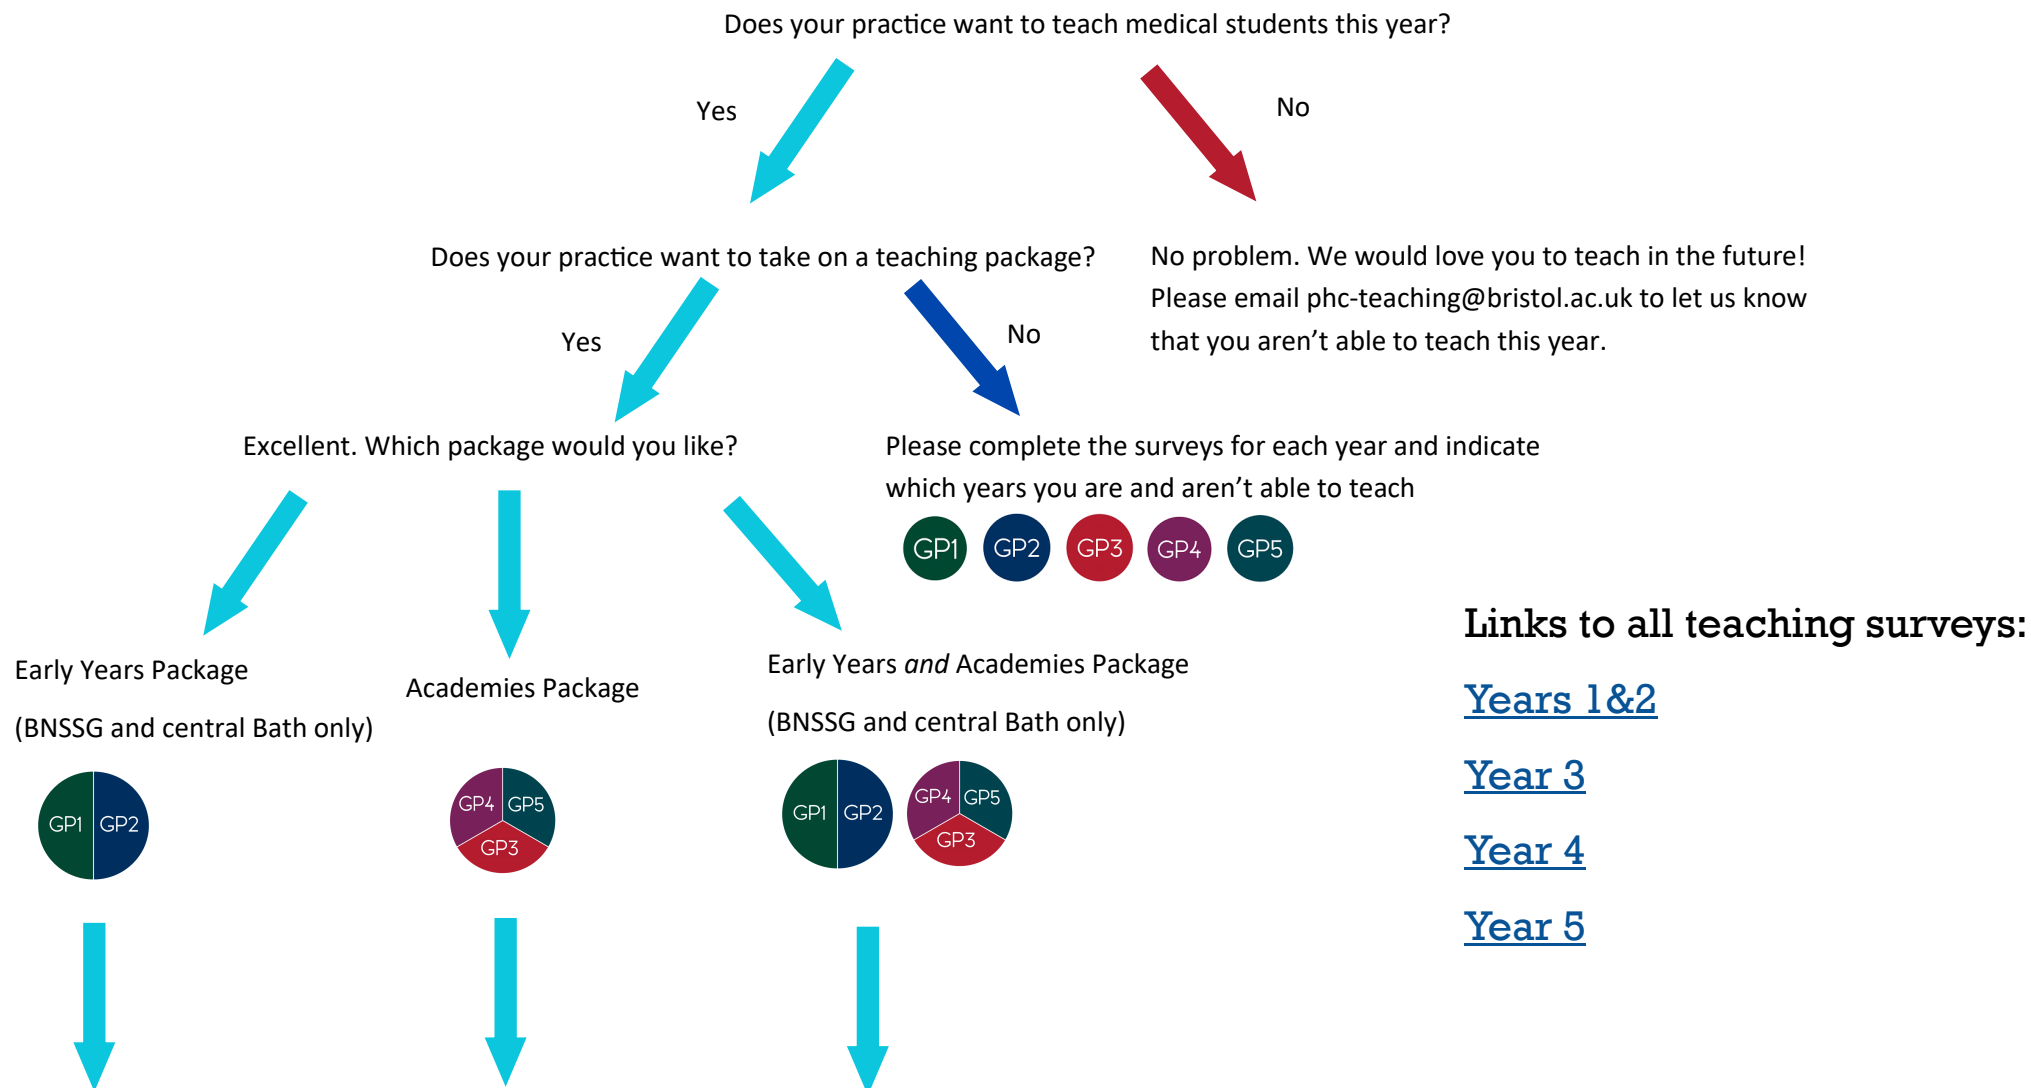 Does your practice want to teach medical students this year?
Yes
No
Does your practice want to take on a teaching package?
No problem. We would love you to teach in the future!
Please email phc-teaching@bristol.ac.uk to let us know
that you aren't able to teach this year.
Yes
No
Excellent. Which package would you like?
Please complete the surveys for each year and indicate
which years you are and aren't able to teach
GP1 GP2 GP3 GP4 GP5
Early Years Package
(BNSSG and central Bath only)
GP1 GP2
Academies Package
GP4 GP5
GP3
Early Years and Academies Package
(BNSSG and central Bath only)
GP1 GP2
GP4 GP5
GP3
Links to all teaching surveys:
Years 1&2
Year 3
Year 4
Year 5